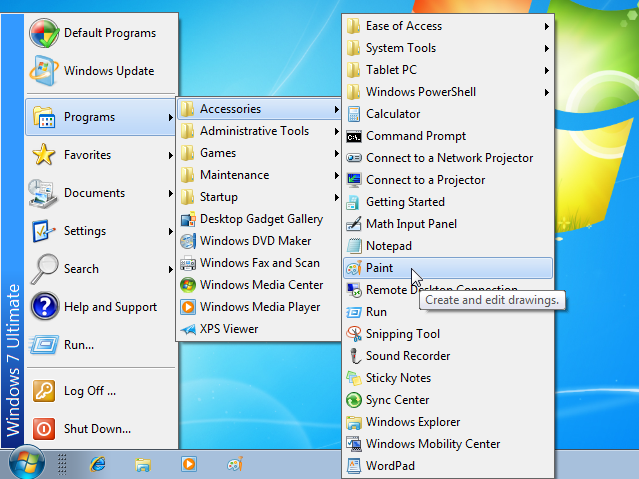 Default Programs
Windows Update
Programs
Favorites
Documents
Settings
Search
Help and Support
Run...
Log Off ...
Shut Down...
Windows 7 Ultimate
Accessories
Administrative Tools
Games
Maintenance
Startup
Desktop Gadget Gallery
Windows DVD Maker
Windows Fax and Scan
Windows Media Center
Windows Media Player
XPS Viewer
Ease of Access
System Tools
Tablet PC
Windows PowerShell
Calculator
Command Prompt
Connect to a Network Projector
Connect to a Projector
Getting Started
Math Input Panel
Notepad
Paint
Remote Desktop Connection
Create and edit drawings.
Run
Snipping Tool
Sound Recorder
Sticky Notes
Sync Center
Windows Explorer
Windows Mobility Center
WordPad